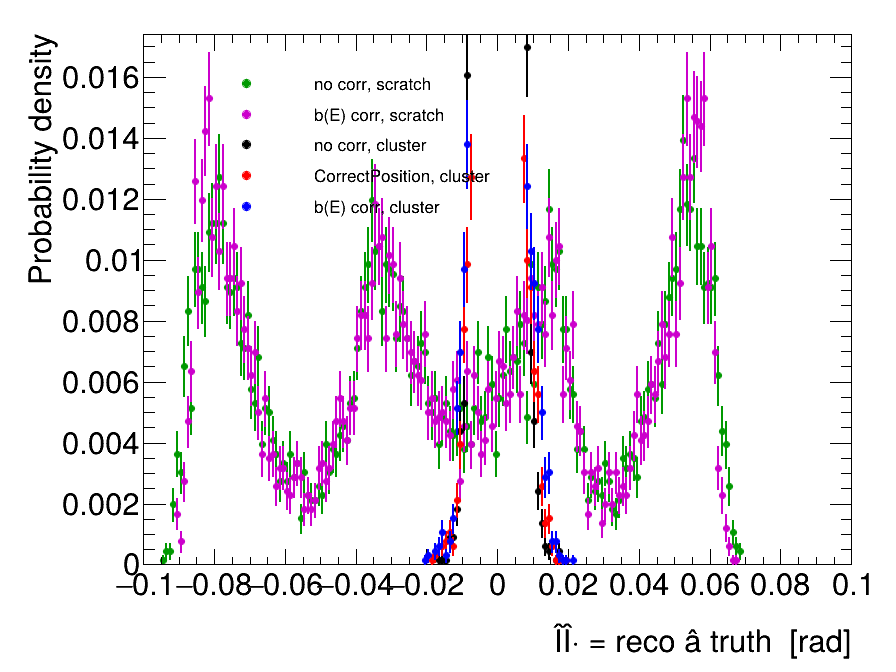 Probability density
0.016
0.014
0.012
0.01
0.008
0.006
0.004
0.002
0
no corr, scratch
b(E) corr, scratch
no corr, cluster
CorrectPosition, cluster
b(E) corr, cluster
−0.1 −0.08 −0.06 −0.04 −0.02 0 0.02 0.04 0.06 0.08 0.1
ÎÎ· = reco â truth [rad]